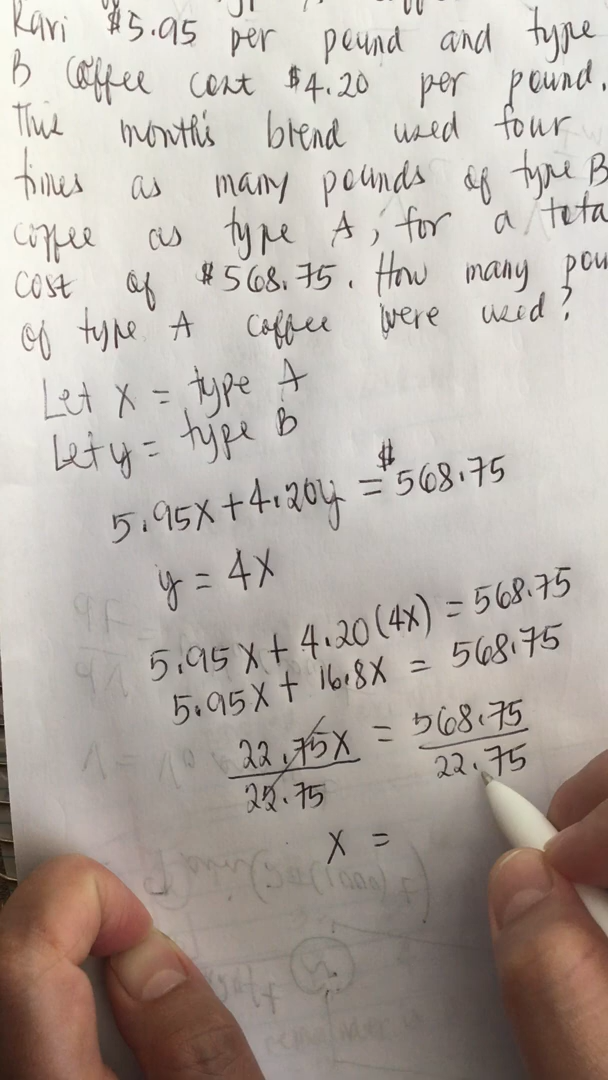 Kari $5.95 per pound and type
B coffee cost $4.20 per pound.
This month's blend used four
times as many pounds of type B
coffee as type A, for a tota
cost of $568.75. How many pou
of type A coffee were used?
Let x = type A
Let y = type B
5.95x + 4.20y = $568.75
y = 4x
5.95x + 4.20(4x) = 568.75
5.95x + 16.8x = 568.75
22.75x = 568.75
22.75 22.75
x =